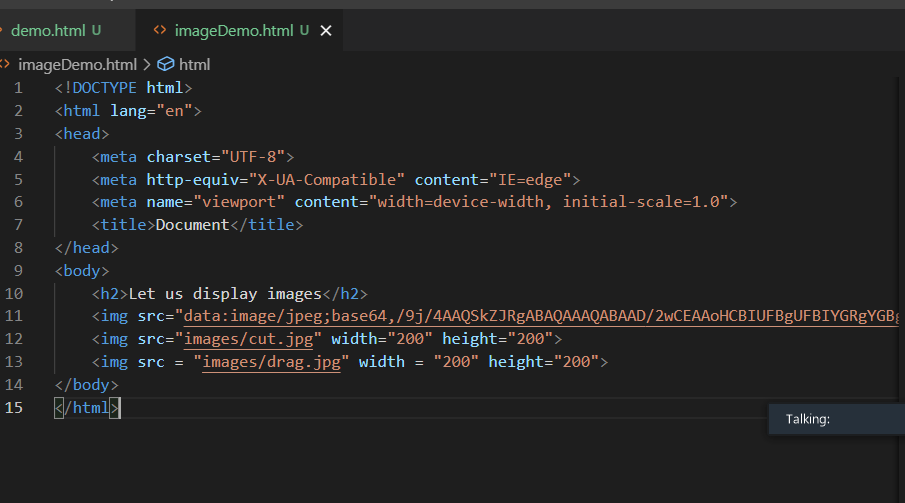 demo.html U
imageDemo.html U
imageDemo.html > html
1 <!DOCTYPE html>
2 <html lang="en">
3 <head>
4 <meta charset="UTF-8">
5 <meta http-equiv="X-UA-Compatible" content="IE=edge">
6 <meta name="viewport" content="width=device-width, initial-scale=1.0">
7 <title>Document</title>
8 </head>
9 <body>
10 <h2>Let us display images</h2>
11 <img src="data:image/jpeg;base64,/9j/4AAQSkZJRgABAQAAAQABAAD/2wCEAAoHCBIUFBgUFBIYGRgYGB
12 <img src="images/cut.jpg" width="200" height="200">
13 <img src = "images/drag.jpg" width = "200" height="200">
14 </body>
15 </html>
Talking: